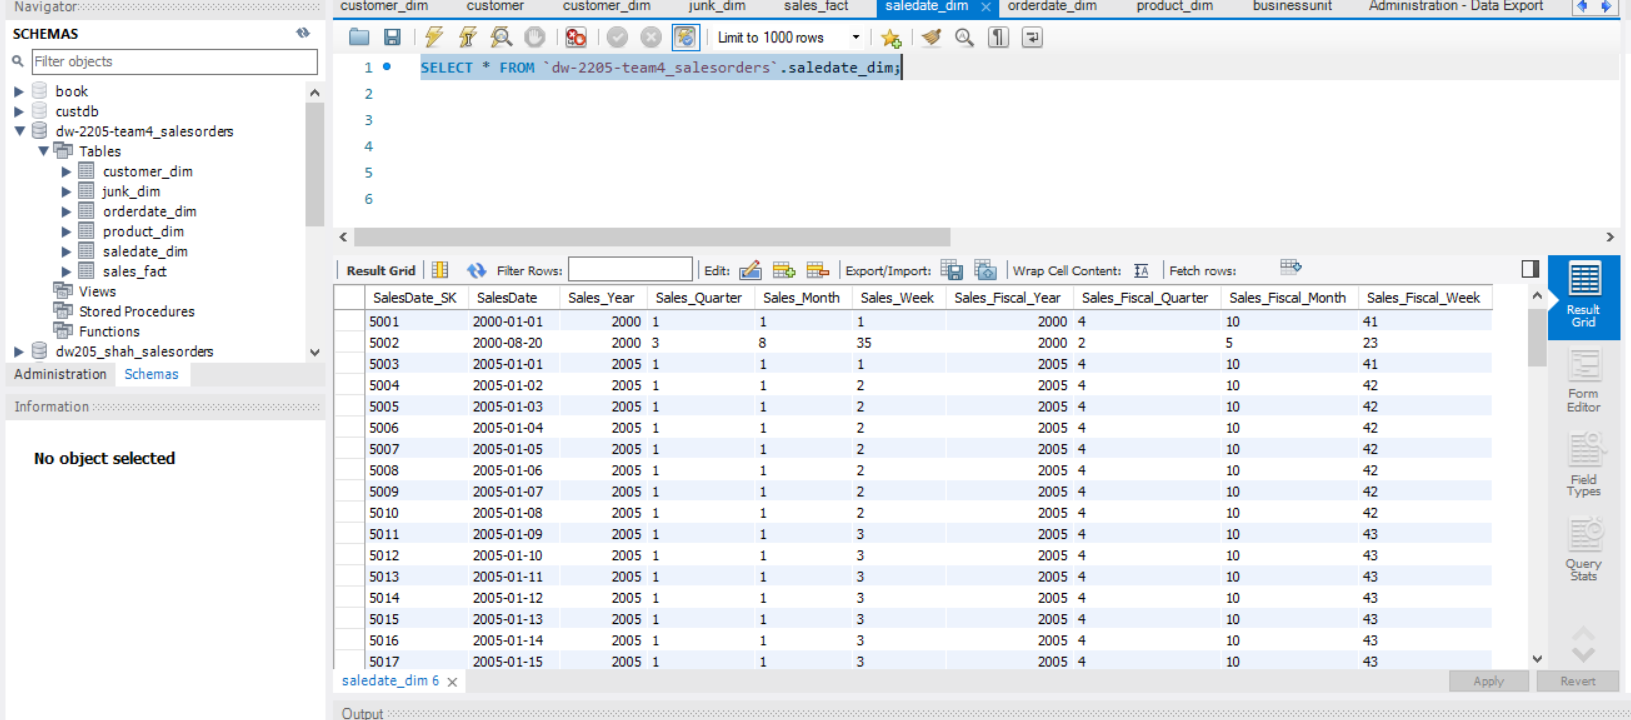 Navigator
customer_dim customer customer_dim junk_dim sales_fact saledate_dim orderdate_dim product_dim businessunit Administration - Data Export
SCHEMAS
Filter objects
Limit to 1000 rows
book
custdb
dw-2205-team4_salesorders
Tables
customer_dim
junk_dim
orderdate_dim
product_dim
saledate_dim
sales_fact
Views
Stored Procedures
Functions
dw205_shah_salesorders
Administration Schemas
Information
No object selected
1 SELECT * FROM `dw-2205-team4_salesorders`.saledate_dim;
2
3
4
5
6
Result Grid Filter Rows: Edit: Export/Import: Wrap Cell Content: IA Fetch rows:
SalesDate_SK SalesDate Sales_Year Sales_Quarter Sales_Month Sales_Week Sales_Fiscal_Year Sales_Fiscal_Quarter Sales_Fiscal_Month Sales_Fiscal_Week
5001 2000-01-01 2000 1 1 1 2000 4 10 41
5002 2000-08-20 2000 3 8 35 2000 2 5 23
5003 2005-01-01 2005 1 1 1 2005 4 10 41
5004 2005-01-02 2005 1 1 2 2005 4 10 42
5005 2005-01-03 2005 1 1 2 2005 4 10 42
5006 2005-01-04 2005 1 1 2 2005 4 10 42
5007 2005-01-05 2005 1 1 2 2005 4 10 42
5008 2005-01-06 2005 1 1 2 2005 4 10 42
5009 2005-01-07 2005 1 1 2 2005 4 10 42
5010 2005-01-08 2005 1 1 2 2005 4 10 42
5011 2005-01-09 2005 1 1 3 2005 4 10 43
5012 2005-01-10 2005 1 1 3 2005 4 10 43
5013 2005-01-11 2005 1 1 3 2005 4 10 43
5014 2005-01-12 2005 1 1 3 2005 4 10 43
5015 2005-01-13 2005 1 1 3 2005 4 10 43
5016 2005-01-14 2005 1 1 3 2005 4 10 43
5017 2005-01-15 2005 1 1 3 2005 4 10 43
Result
Grid
Form
Editor
Field
Types
Query
Stats
saledate_dim 6
Apply Revert
Output